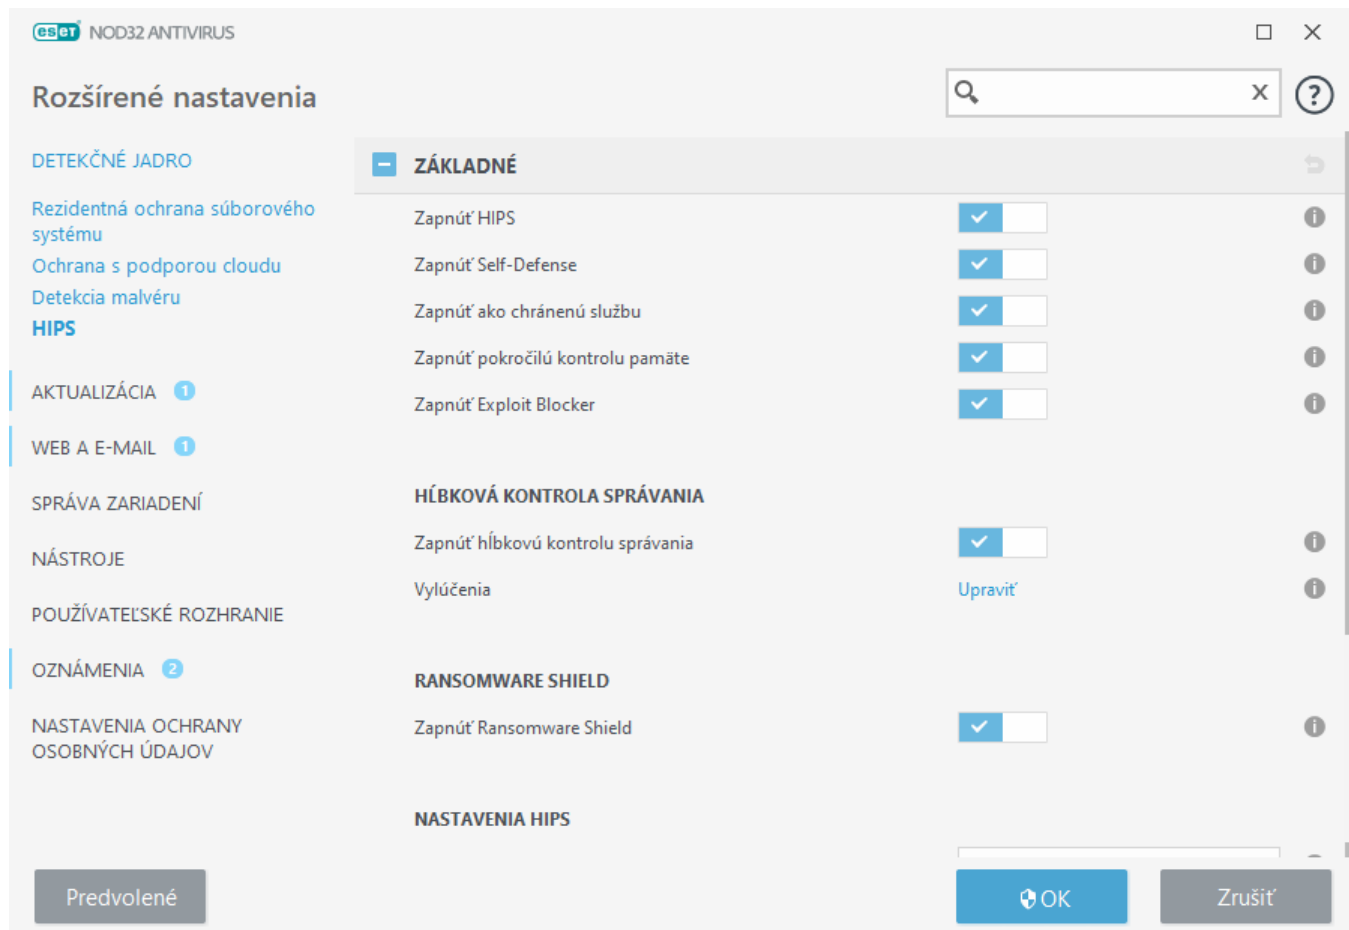 eset NOD32 ANTIVIRUS
Rozšírené nastavenia
x
?
DETEKČNÉ JADRO
Rezidentná ochrana súborového
systému
Ochrana s podporou cloudu
Detekcia malvéru
HIPS
AKTUALIZÁCIA 1
WEB A E-MAIL 1
SPRÁVA ZARIADENÍ
NÁSTROJE
POUŽÍVATEĽSKÉ ROZHRANIE
OZNÁMENIA 2
NASTAVENIA OCHRANY
OSOBNÝCH ÚDAJOV
ZÁKLADNÉ
Zapnúť HIPS
Zapnúť Self-Defense
Zapnúť ako chránenú službu
Zapnúť pokročilú kontrolu pamäte
Zapnúť Exploit Blocker
HĹBKOVÁ KONTROLA SPRÁVANIA
Zapnúť hĺbkovú kontrolu správania
Vylúčenia Upraviť
RANSOMWARE SHIELD
Zapnúť Ransomware Shield
NASTAVENIA HIPS
Predvolené
OK
Zrušiť